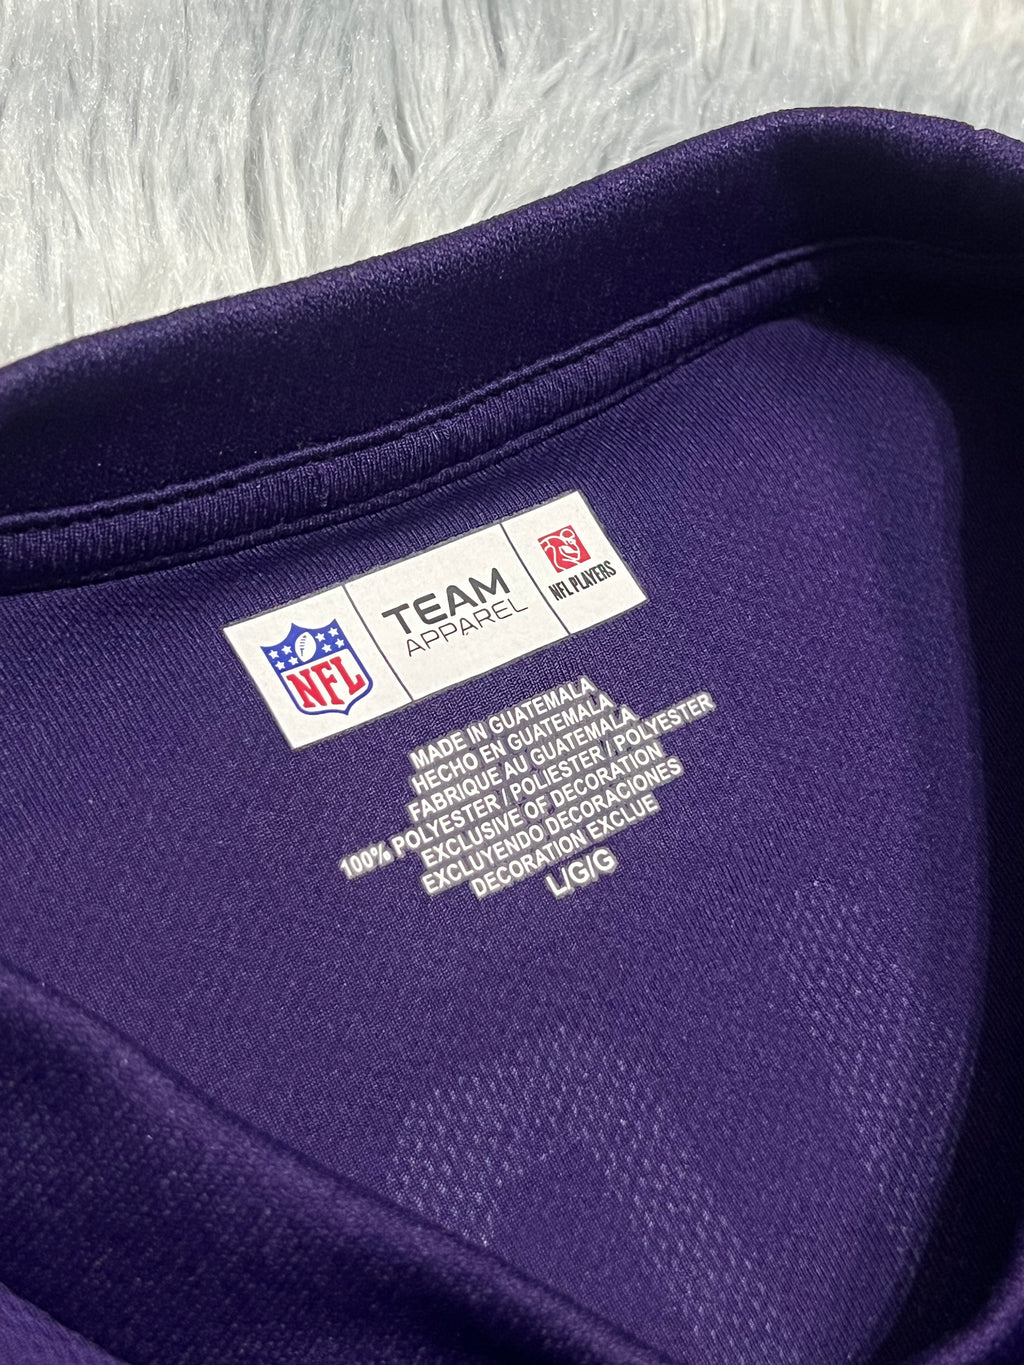 NFL
TEAM
APPAREL
NFL PLAYERS
MADE IN GUATEMALA
HECHO EN GUATEMALA
FABRIQUE AU GUATEMALA
100% POLYESTER / POLIESTER / POLYESTER
EXCLUSIVE OF DECORATION
EXCLUYENDO DECORACIONES
DECORATION EXCLUE
L/G/G